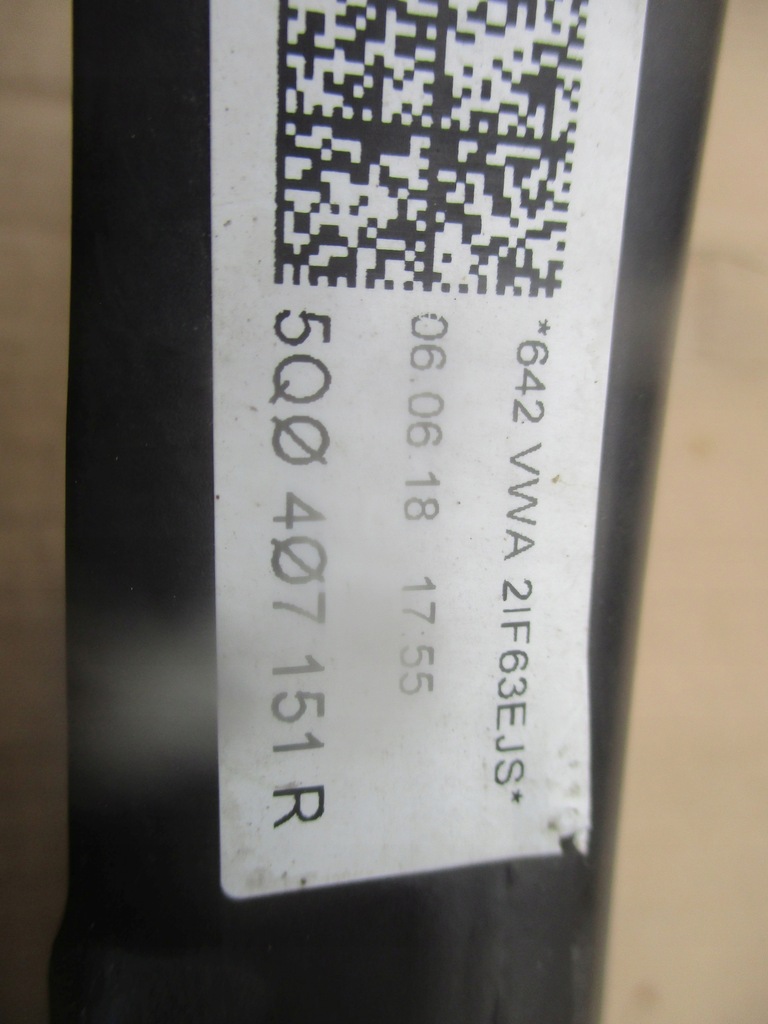 *642 VWA 2IF63EJS*
06.06.18 17:55
5Q0 407 151 R